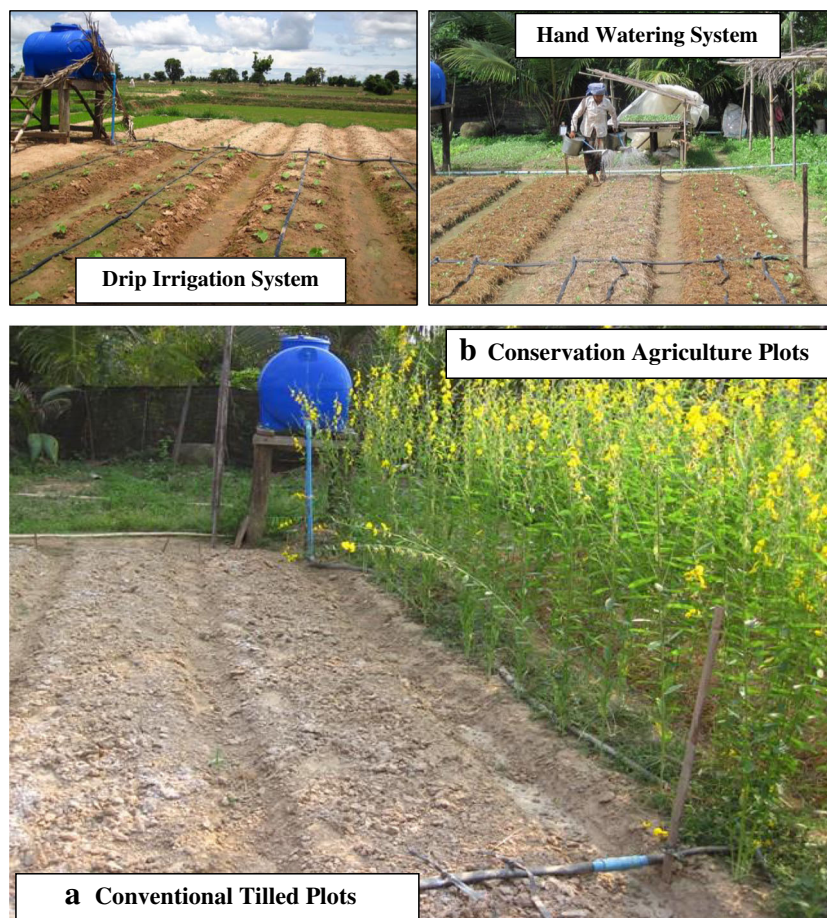 Hand Watering System
Drip Irrigation System
b Conservation Agriculture Plots
a Conventional Tilled Plots